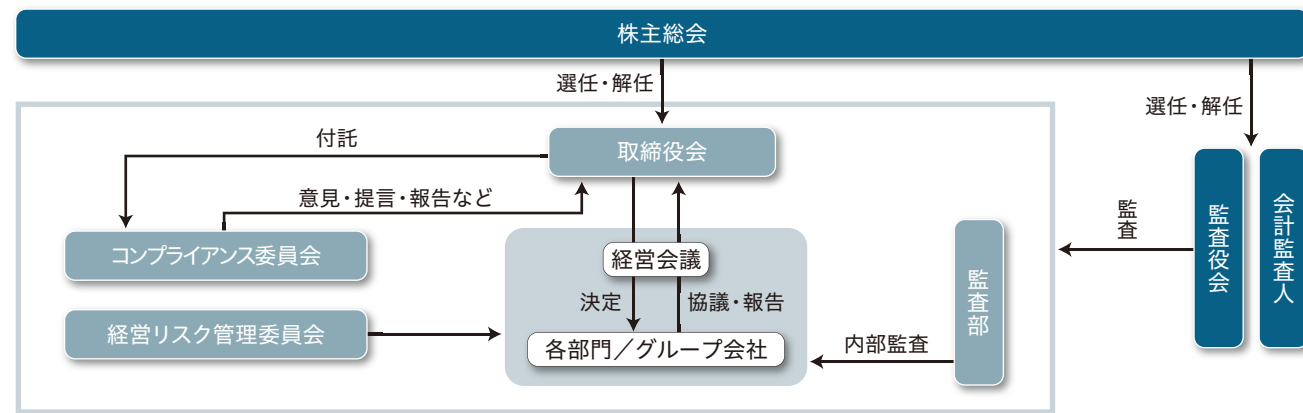 株主総会
選任・解任
選任・解任
取締役会
付託
意見・提言・報告など
コンプライアンス委員会
経営リスク管理委員会
経営会議
決定
協議・報告
各部門／グループ会社
内部監査
監査部
監査
監査役会
会計監査人